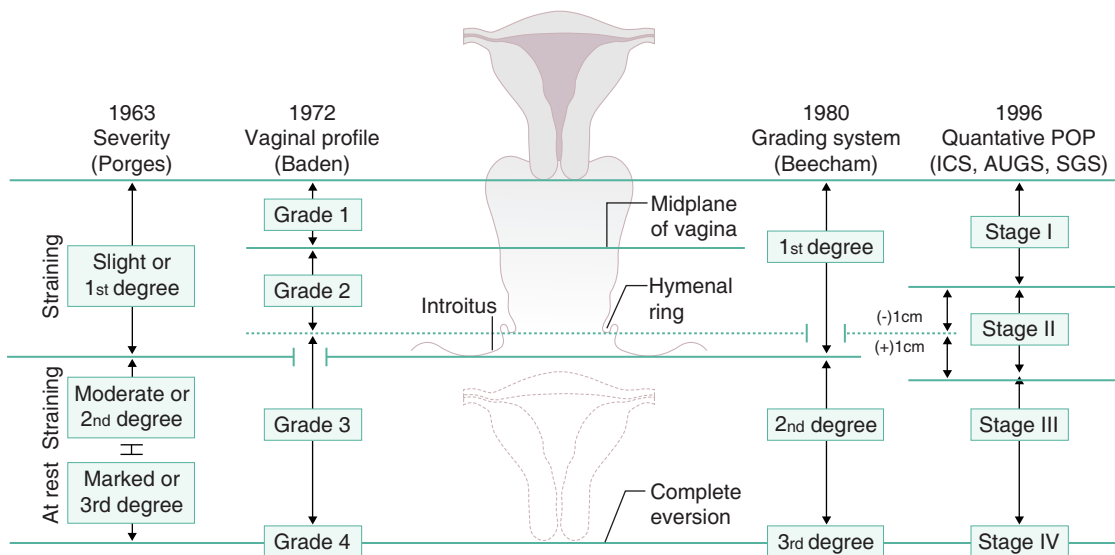 1963
Severity
(Porges)
1972
Vaginal profile
(Baden)
1980
Grading system
(Beecham)
1996
Quantative POP
(ICS, AUGS, SGS)
Straining
Slight or
1st degree
Straining
Moderate or
2nd degree
At rest
Marked or
3rd degree
Grade 1
Grade 2
Grade 3
Grade 4
Midplane
of vagina
Introitus
Hymenal
ring
Complete
eversion
1st degree
2nd degree
3rd degree
(-)1cm
(+)1cm
Stage I
Stage II
Stage III
Stage IV